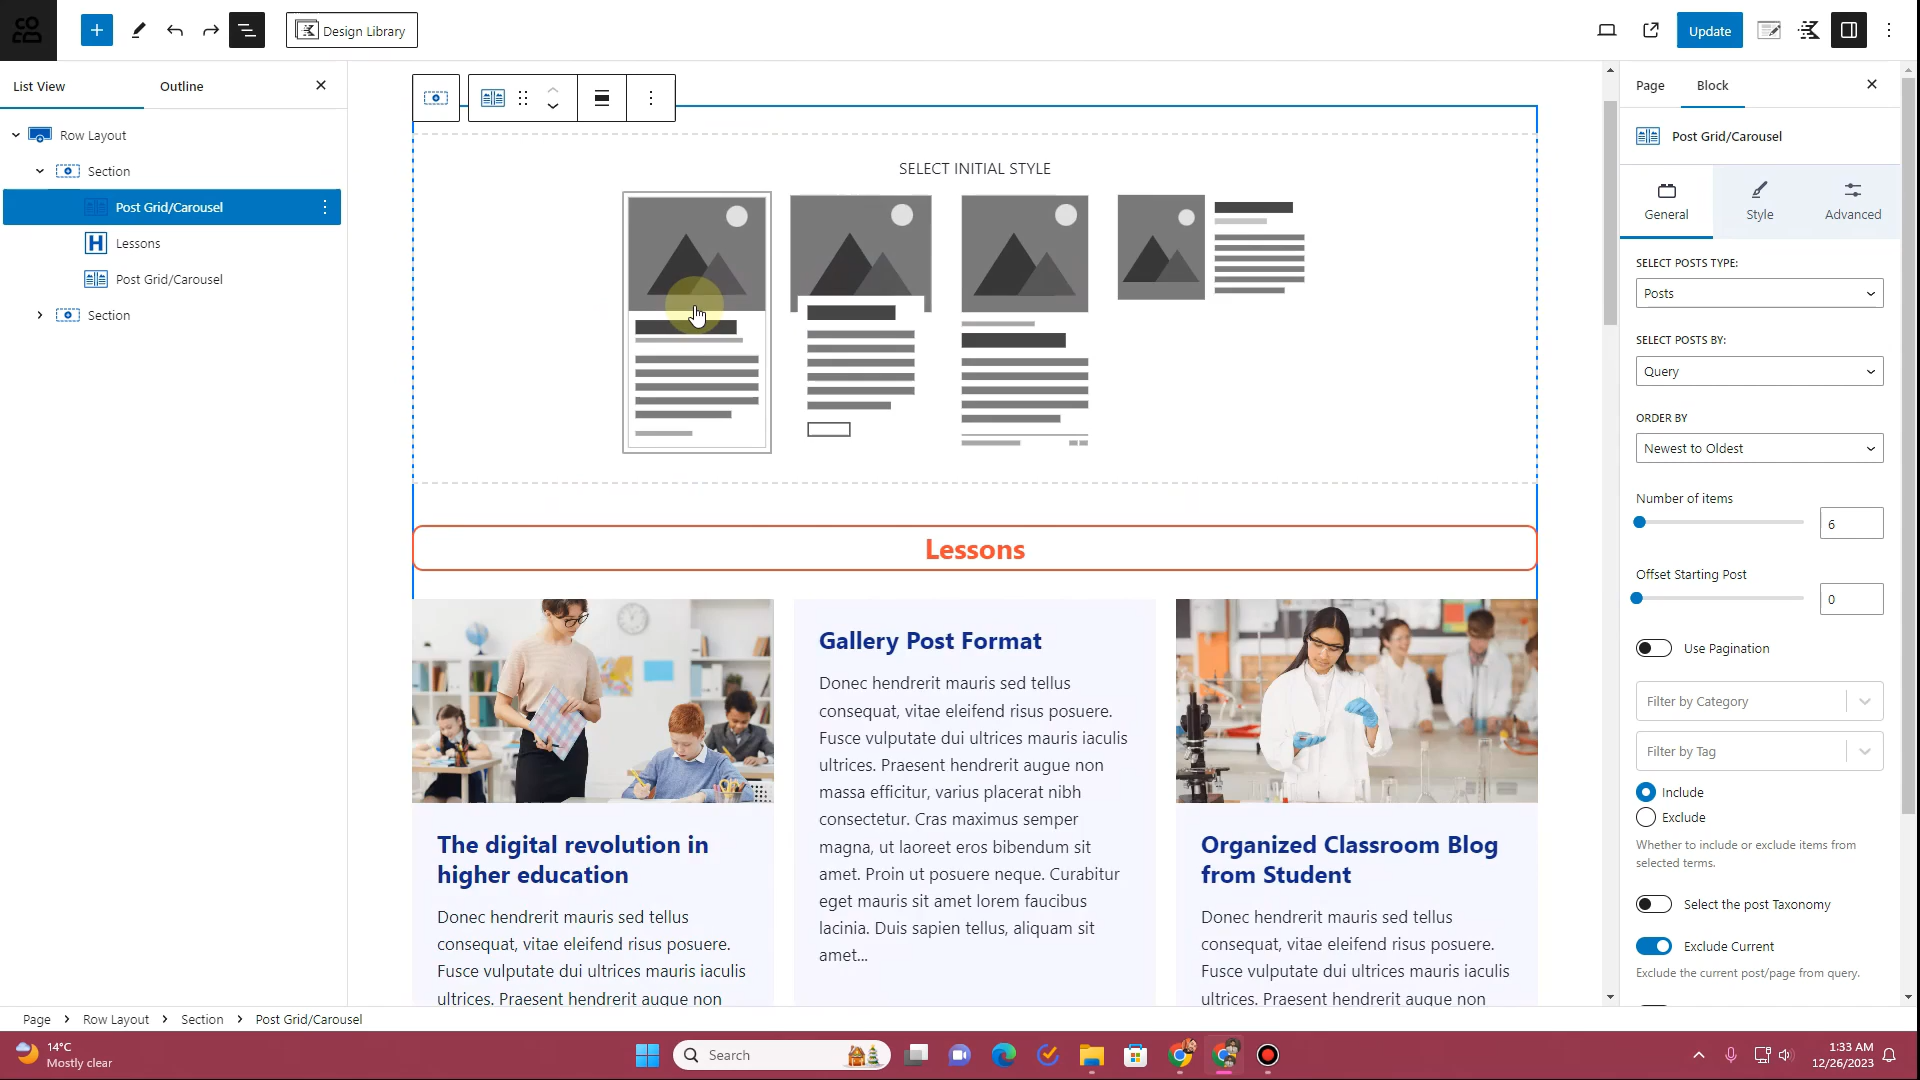 Design Library
Update
List View
Outline
Row Layout
Section
Post Grid/Carousel
Lessons
Post Grid/Carousel
Section
SELECT INITIAL STYLE
Lessons
The digital revolution in
higher education
Donec hendrerit mauris sed tellus
consequat, vitae eleifend risus posuere.
Fusce vulputate dui ultrices mauris iaculis
ultrices. Praesent hendrerit augue non
Gallery Post Format
Donec hendrerit mauris sed tellus
consequat, vitae eleifend risus posuere.
Fusce vulputate dui ultrices mauris iaculis
ultrices. Praesent hendrerit augue non
massa efficitur, varius placerat nibh
consectetur. Cras maximus semper
magna, ut laoreet eros bibendum sit
amet. Proin ut posuere neque. Curabitur
eget mauris sit amet lorem faucibus
lacinia. Duis sapien tellus, aliquam sit
amet...
Organized Classroom Blog
from Student
Donec hendrerit mauris sed tellus
consequat, vitae eleifend risus posuere.
Fusce vulputate dui ultrices mauris iaculis
ultrices. Praesent hendrerit augue non
Page
Block
Post Grid/Carousel
General
Style
Advanced
SELECT POSTS TYPE:
Posts
SELECT POSTS BY:
Query
ORDER BY
Newest to Oldest
Number of items
6
Offset Starting Post
0
Use Pagination
Filter by Category
Filter by Tag
Include
Exclude
Whether to include or exclude items from
selected terms.
Select the post Taxonomy
Exclude Current
Exclude the current post/page from query.
Page > Row Layout > Section > Post Grid/Carousel
14°C
Mostly clear
Search
1:33 AM
12/26/2023